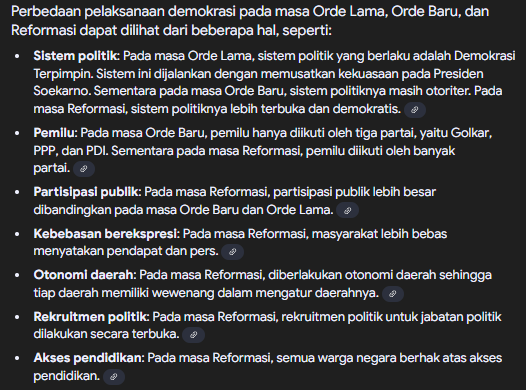 Perbedaan pelaksanaan demokrasi pada masa Orde Lama, Orde Baru, dan
Reformasi dapat dilihat dari beberapa hal, seperti:
• Sistem politik: Pada masa Orde Lama, sistem politik yang berlaku adalah Demokrasi
Terpimpin. Sistem ini dijalankan dengan memusatkan kekuasaan pada Presiden
Soekarno. Sementara pada masa Orde Baru, sistem politiknya masih otoriter. Pada
masa Reformasi, sistem politiknya lebih terbuka dan demokratis.
• Pemilu: Pada masa Orde Baru, pemilu hanya diikuti oleh tiga partai, yaitu Golkar,
PPP, dan PDI. Sementara pada masa Reformasi, pemilu diikuti oleh banyak
partai.
• Partisipasi publik: Pada masa Reformasi, partisipasi publik lebih besar
dibandingkan pada masa Orde Baru dan Orde Lama.
• Kebebasan berekspresi: Pada masa Reformasi, masyarakat lebih bebas
menyatakan pendapat dan pers.
• Otonomi daerah: Pada masa Reformasi, diberlakukan otonomi daerah sehingga
tiap daerah memiliki wewenang dalam mengatur daerahnya.
• Rekruitmen politik: Pada masa Reformasi, rekruitmen politik untuk jabatan politik
dilakukan secara terbuka.
• Akses pendidikan: Pada masa Reformasi, semua warga negara berhak atas akses
pendidikan.